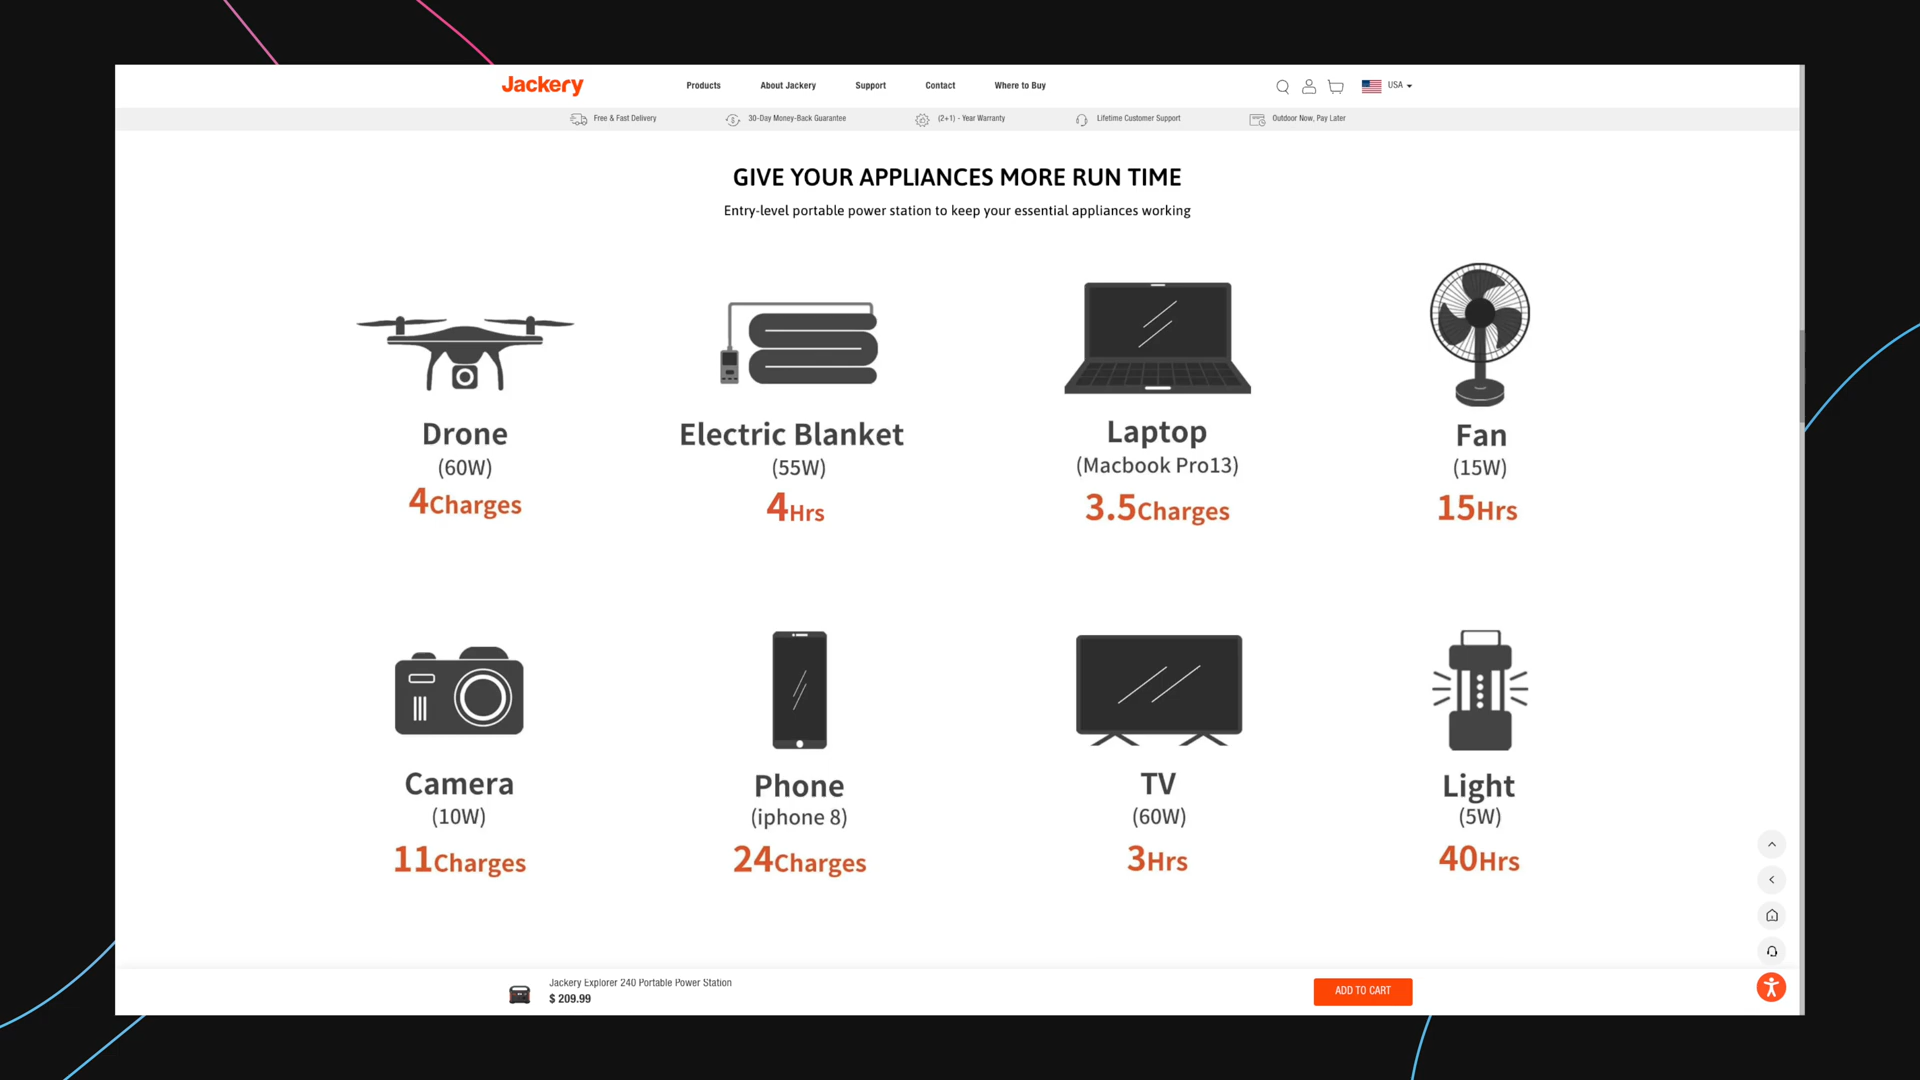 Jackery
Products
About Jackery
Support
Contact
Where to Buy
USA
Free & Fast Delivery
30-Day Money-Back Guarantee
(2+1) - Year Warranty
Lifetime Customer Support
Outdoor Now, Pay Later
GIVE YOUR APPLIANCES MORE RUN TIME
Entry-level portable power station to keep your essential appliances working
Drone
(60W)
4Charges
Electric Blanket
(55W)
4Hrs
Laptop
(Macbook Pro13)
3.5Charges
Fan
(15W)
15Hrs
Camera
(10W)
11Charges
Phone
(iphone 8)
24Charges
TV
(60W)
3Hrs
Light
(5W)
40Hrs
Jackery Explorer 240 Portable Power Station
$ 209.99
ADD TO CART